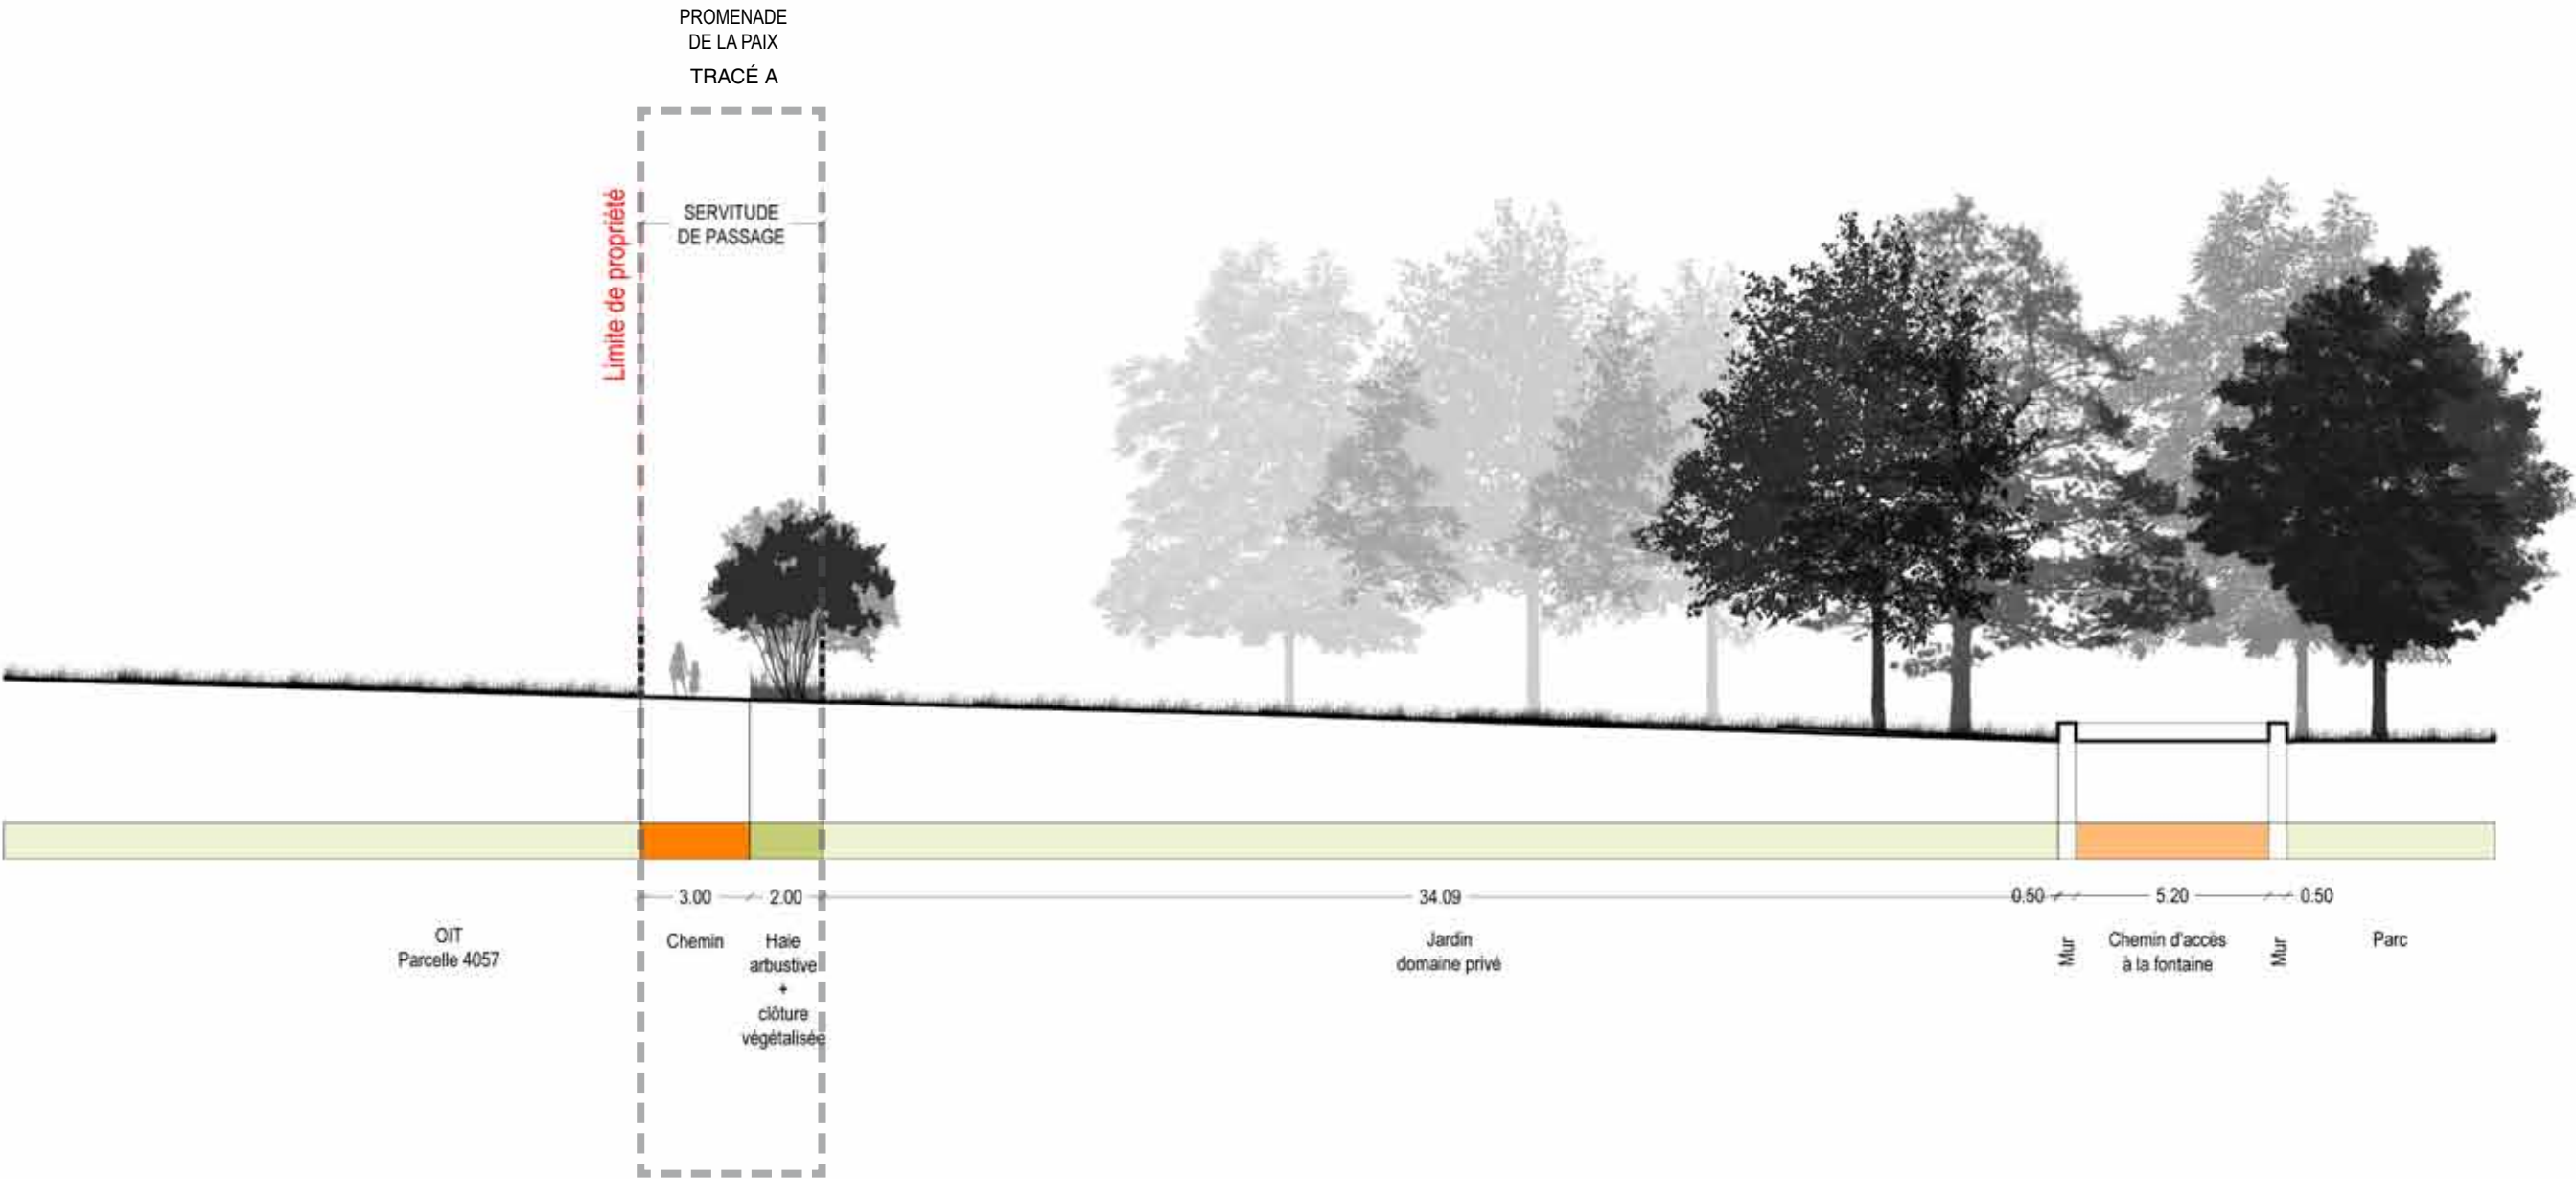 PROMENADE
DE LA PAIX
TRACÉ A
Limite de propriété
SERVITUDE
DE PASSAGE
3.00
2.00
34.09
0.50
5.20
0.50
OIT
Parcelle 4057
Chemin
Haie
arbustive
+
clôture
végétalisée
Jardin
domaine privé
Mur
Chemin d'accès
à la fontaine
Mur
Parc